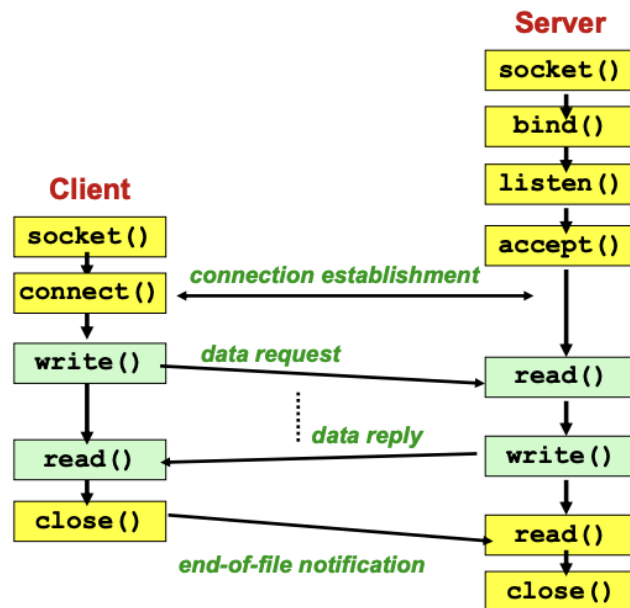 Server
socket()
bind()
listen()
accept()
Client
socket()
connect()
connection establishment
write()
data request
read()
data reply
read()
write()
close()
read()
end-of-file notification
close()